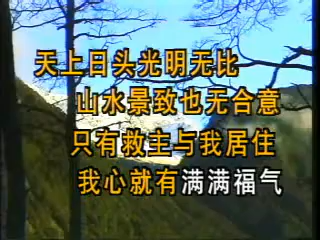 天上日头光明无比
山水景致也无合意
只有救主与我居住
我心就有满满福气